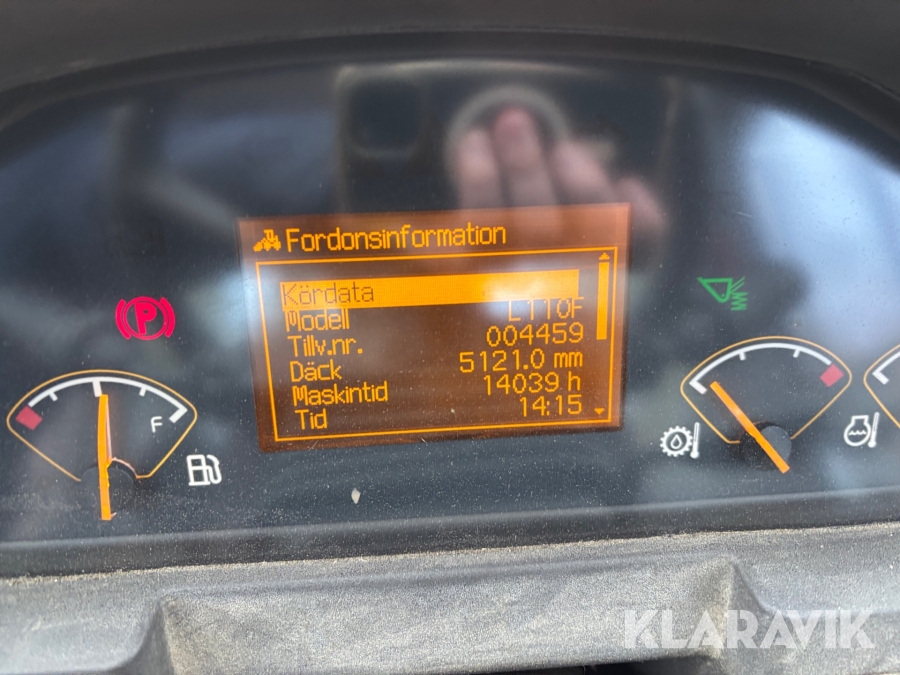 Fordonsinformation
Kördata
Modell L110F
Tillv.nr. 004459
Däck 5121.0 mm
Maskintid 14039 h
Tid 14:15
P
F
KLARAVIK